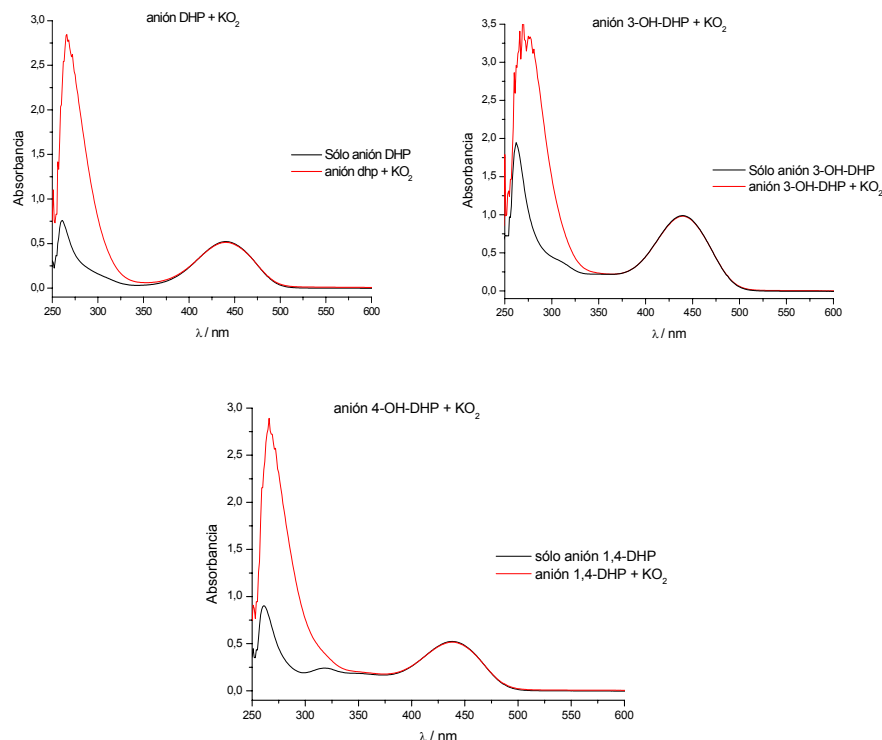 anión DHP + KO₂
3,0
2,5
2,0
1,5
1,0
0,5
0,0
Absorbancia
Sólo anión DHP
anión dhp + KO₂
250 300 350 400 450 500 550 600
λ / nm
anión 3-OH-DHP + KO₂
3,5
3,0
2,5
2,0
1,5
1,0
0,5
0,0
Absorbancia
Sólo anión 3-OH-DHP
anión 3-OH-DHP + KO₂
250 300 350 400 450 500 550 600
λ / nm
anión 4-OH-DHP + KO₂
3,0
2,5
2,0
1,5
1,0
0,5
0,0
Absorbancia
sólo anión 1,4-DHP
anión 1,4-DHP + KO₂
250 300 350 400 450 500 550 600
λ / nm